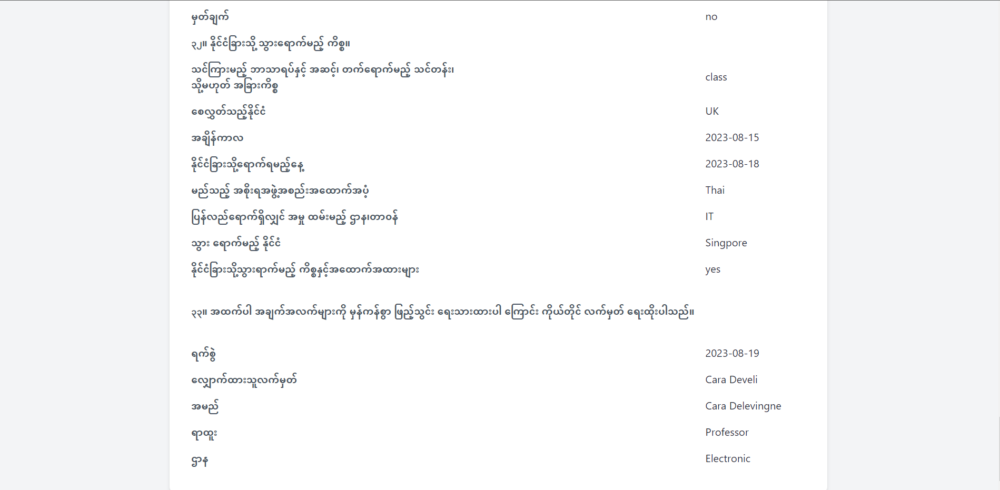 မှတ်ချက်
no
၃၂။ နိုင်ငံခြားသို့ သွားရောက်မည့် ကိစ္စ။
သင်ကြားမည့် ဘာသာရပ်နှင့် အဆင့်၊ တက်ရောက်မည့် သင်တန်း၊
သို့မဟုတ် အခြားကိစ္စ
class
စေလွှတ်သည့်နိုင်ငံ
UK
အချိန်ကာလ
2023-08-15
နိုင်ငံခြားသို့ရောက်ရမည့်နေ့
2023-08-18
မည်သည့် အစိုးရအဖွဲ့အစည်းအထောက်အပံ့
Thai
ပြန်လည်ရောက်ရှိလျှင် အမှု ထမ်းမည့် ဌာန၊တာဝန်
IT
သွား ရောက်မည့် နိုင်ငံ
Singpore
နိုင်ငံခြားသို့သွားရာက်မည့် ကိစ္စနှင့်အထောက်အထားများ
yes
၃၃။ အထက်ပါ အချက်အလက်များကို မှန်ကန်စွာ ဖြည့်သွင်း ရေးသားထားပါ ကြောင်း ကိုယ်တိုင် လက်မှတ် ရေးထိုးပါသည်။
ရက်စွဲ
2023-08-19
လျှောက်ထားသူလက်မှတ်
Cara Develi
အမည်
Cara Delevingne
ရာထူး
Professor
ဌာန
Electronic